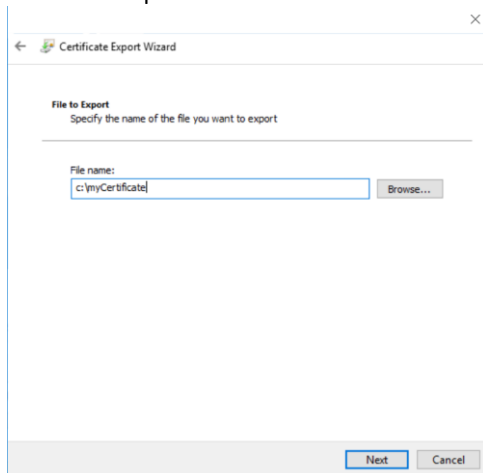 Certificate Export Wizard
File to Export
Specify the name of the file you want to export
File name:
c:\myCertificate
Browse...
Next
Cancel